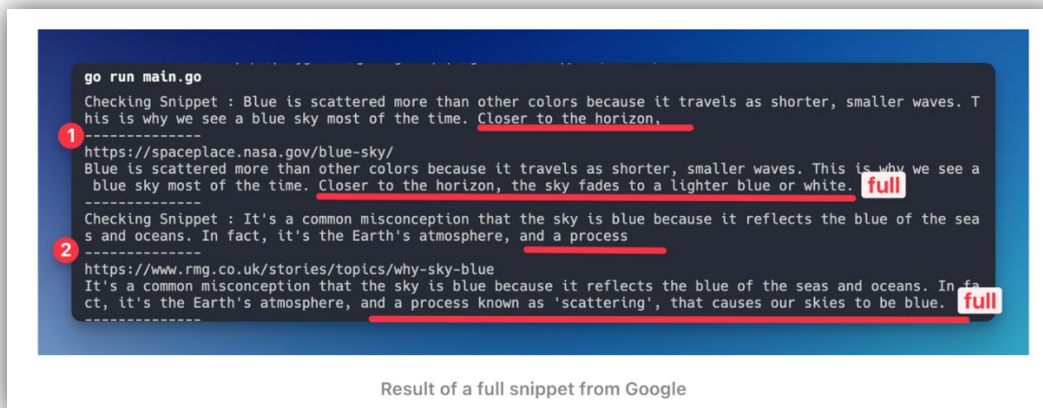 go run main.go
Checking Snippet : Blue is scattered more than other colors because it travels as shorter, smaller waves. T
his is why we see a blue sky most of the time. Closer to the horizon,
1
--------------
https://spaceplace.nasa.gov/blue-sky/
Blue is scattered more than other colors because it travels as shorter, smaller waves. This is why we see a
blue sky most of the time. Closer to the horizon, the sky fades to a lighter blue or white. full
--------------
Checking Snippet : It's a common misconception that the sky is blue because it reflects the blue of the sea
s and oceans. In fact, it's the Earth's atmosphere, and a process
2
--------------
https://www.rmg.co.uk/stories/topics/why-sky-blue
It's a common misconception that the sky is blue because it reflects the blue of the seas and oceans. In fa
ct, it's the Earth's atmosphere, and a process known as 'scattering', that causes our skies to be blue. full
--------------
Result of a full snippet from Google